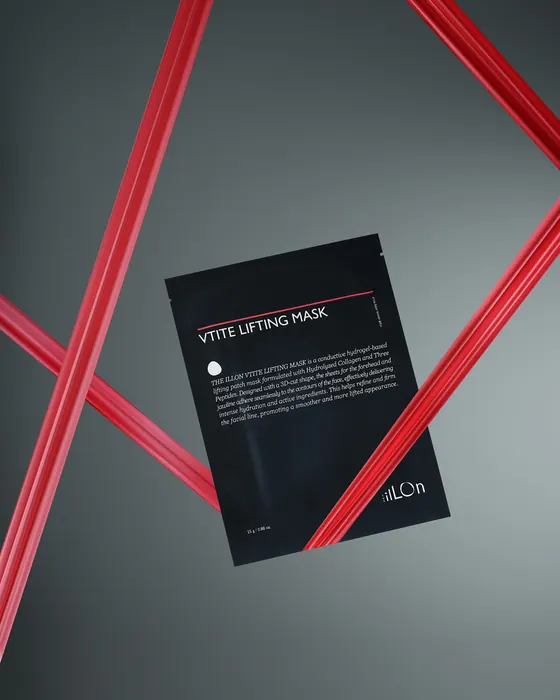 VTITE LIFTING MASK
THE ILLON VTITE LIFTING MASK is a conductive hydrogel-based
lifting patch mask formulated with Hydrolyzed Collagen and Three
Peptides. Designed with a 3D-cut shape, the sheets for the forehead and
jawline adhere seamlessly to the contours of the face, effectively delivering
intense hydration and active ingredients. This helps refine and firm
the facial line, promoting a smoother and more lifted appearance.
illOn